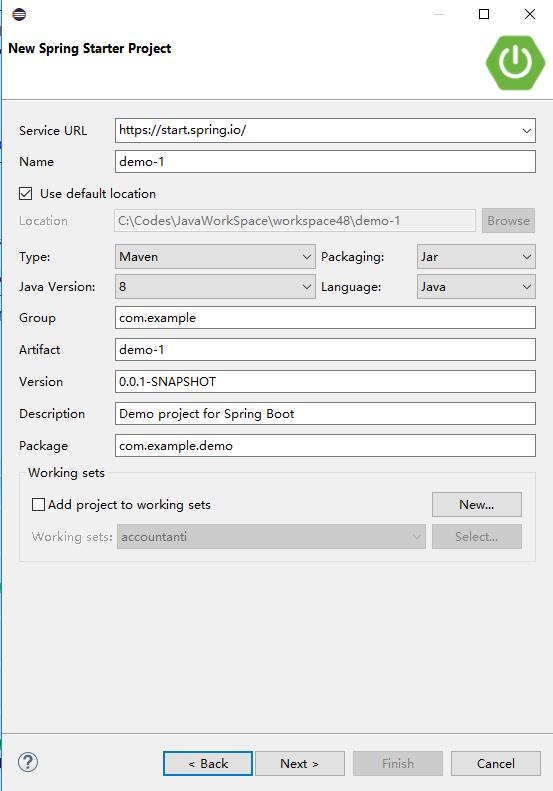 New Spring Starter Project
Service URL https://start.spring.io/
Name demo-1
Use default location
Location C:\Codes\JavaWorkSpace\workspace48\demo-1 Browse
Type: Maven Packaging: Jar
Java Version: 8 Language: Java
Group com.example
Artifact demo-1
Version 0.0.1-SNAPSHOT
Description Demo project for Spring Boot
Package com.example.demo
Working sets
Add project to working sets New...
Working sets: accountanti Select...
? < Back Next > Finish Cancel